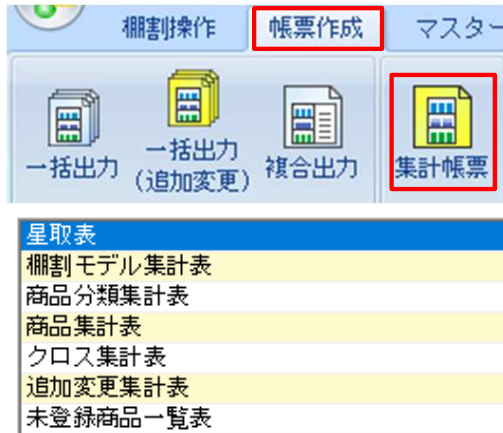 棚割操作 帳票作成 マスター
一括出力 一括出力 複合出力 集計帳票
(追加変更)
星取表
棚割モデル集計表
商品分類集計表
商品集計表
クロス集計表
追加変更集計表
未登録商品一覧表